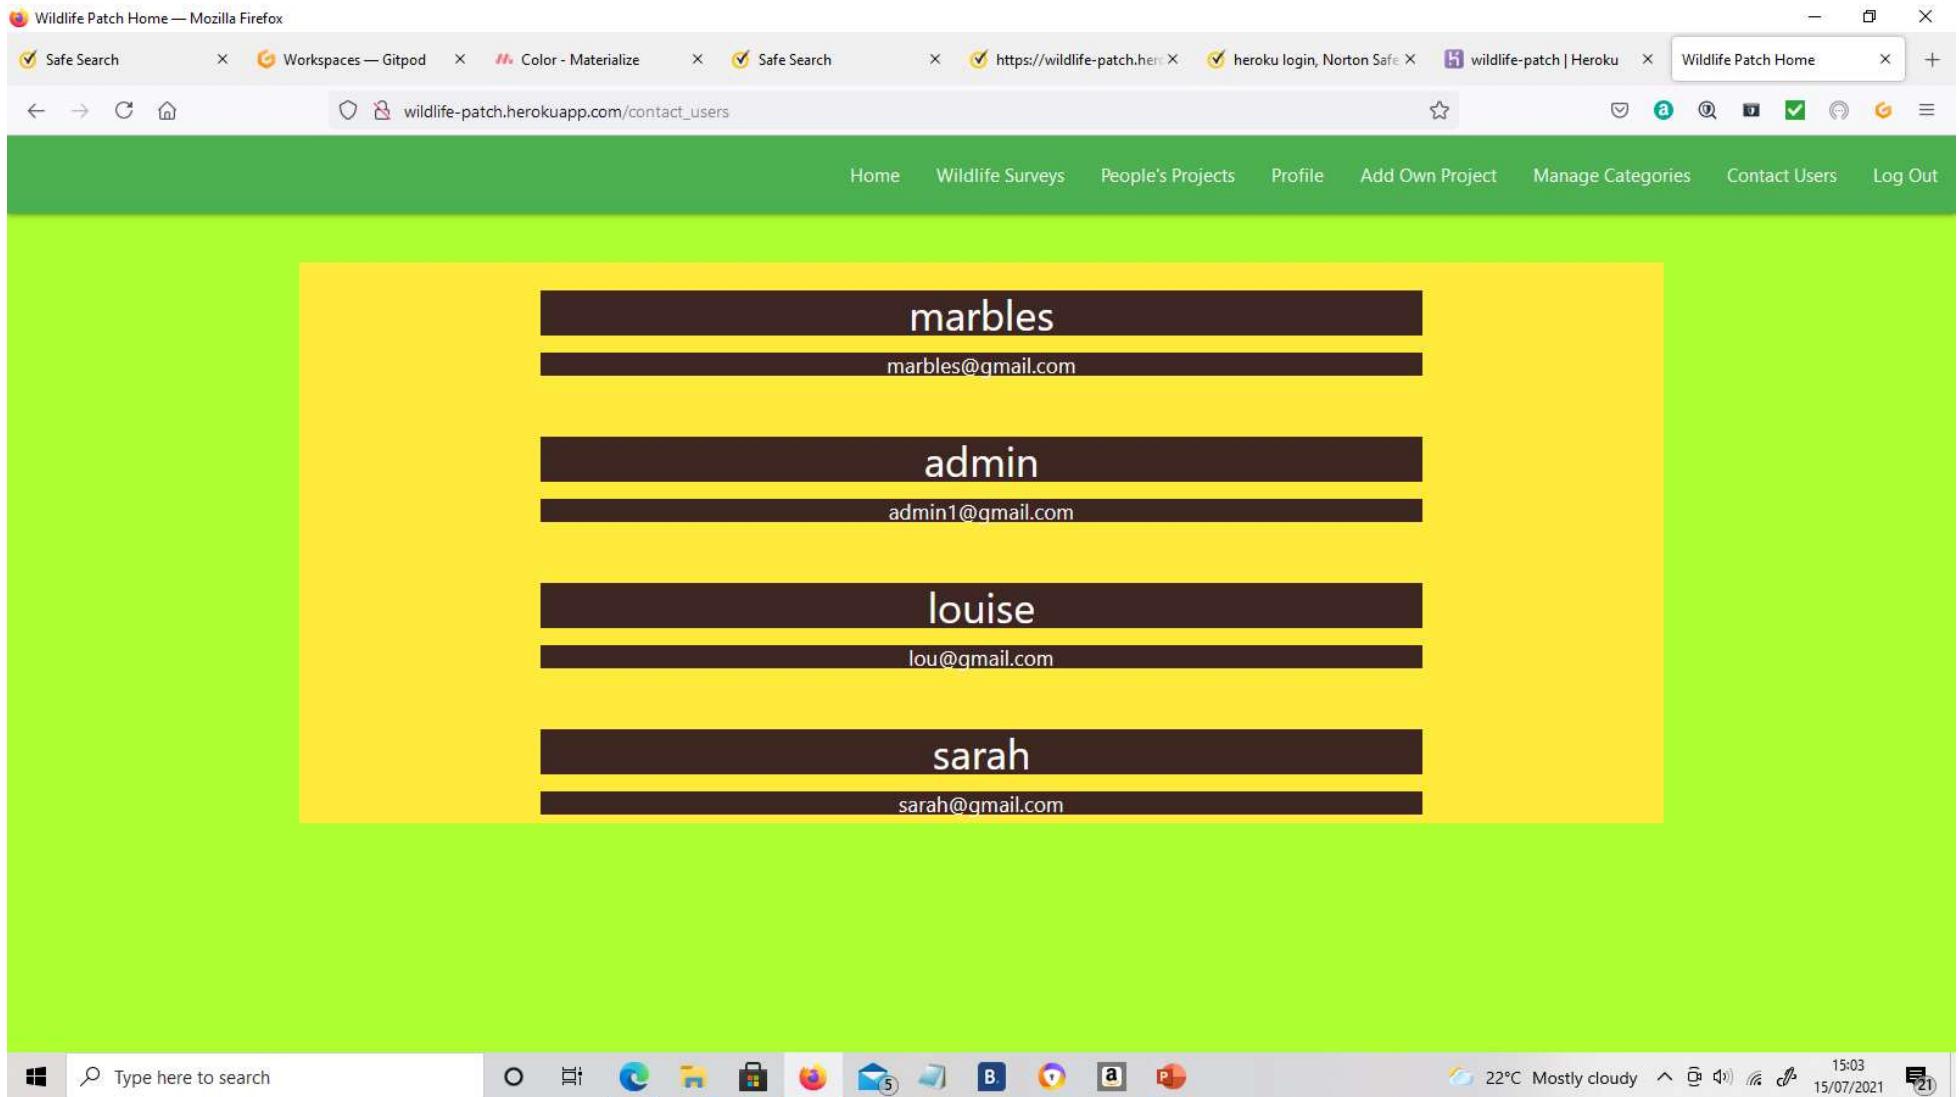 Wildlife Patch Home — Mozilla Firefox
Safe Search Workspaces — Gitpod Color - Materialize Safe Search https://wildlife-patch.her heroku login, Norton Safe wildlife-patch | Heroku Wildlife Patch Home
wildlife-patch.herokuapp.com/contact_users
Home Wildlife Surveys People's Projects Profile Add Own Project Manage Categories Contact Users Log Out
marbles
marbles@gmail.com
admin
admin1@gmail.com
louise
lou@gmail.com
sarah
sarah@gmail.com
Type here to search
5
B.
a
22°C Mostly cloudy
15:03
15/07/2021
21